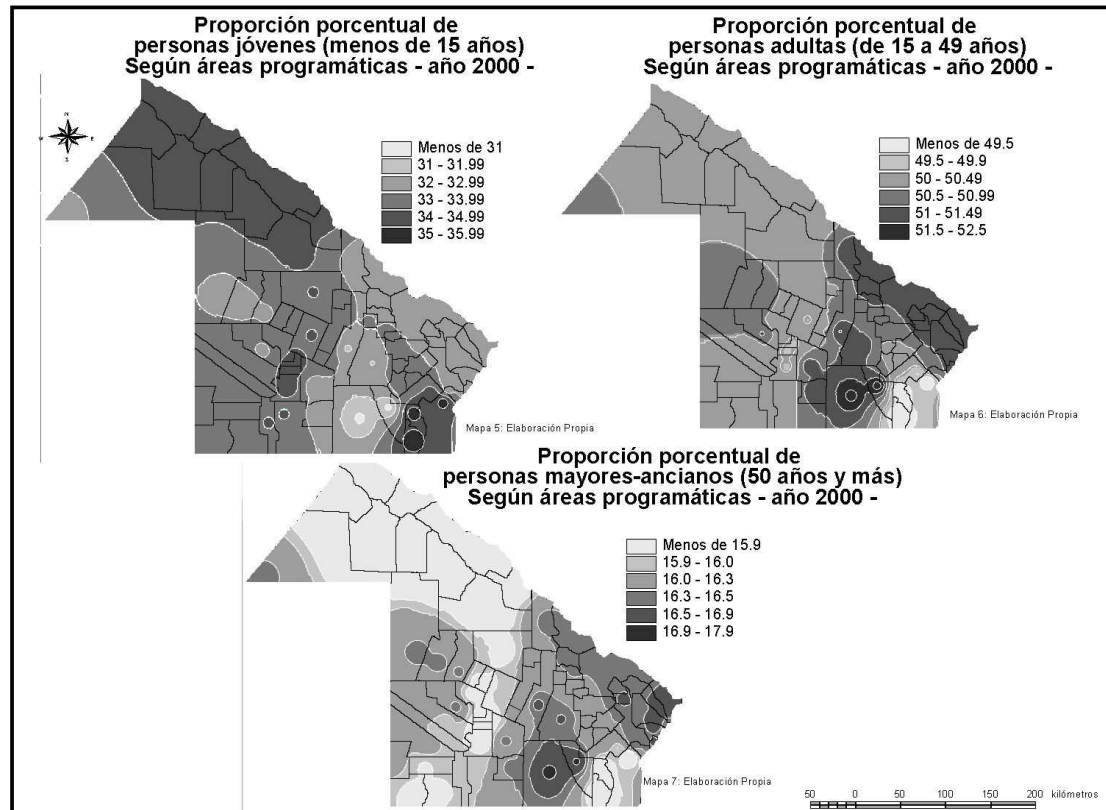 Proporción porcentual de
personas jóvenes (menos de 15 años)
Según áreas programáticas - año 2000 -
N
W
E
S
Menos de 31
31 - 31.99
32 - 32.99
33 - 33.99
34 - 34.99
35 - 35.99
Mapa 5: Elaboración Propia
Proporción porcentual de
personas adultas (de 15 a 49 años)
Según áreas programáticas - año 2000 -
Menos de 49.5
49.5 - 49.9
50 - 50.49
50.5 - 50.99
51 - 51.49
51.5 - 52.5
Mapa 6: Elaboración Propia
Proporción porcentual de
personas mayores-ancianos (50 años y más)
Según áreas programáticas - año 2000 -
Menos de 15.9
15.9 - 16.0
16.0 - 16.3
16.3 - 16.5
16.5 - 16.9
16.9 - 17.9
Mapa 7: Elaboración Propia
50 0 50 100 150 200 kilómtros